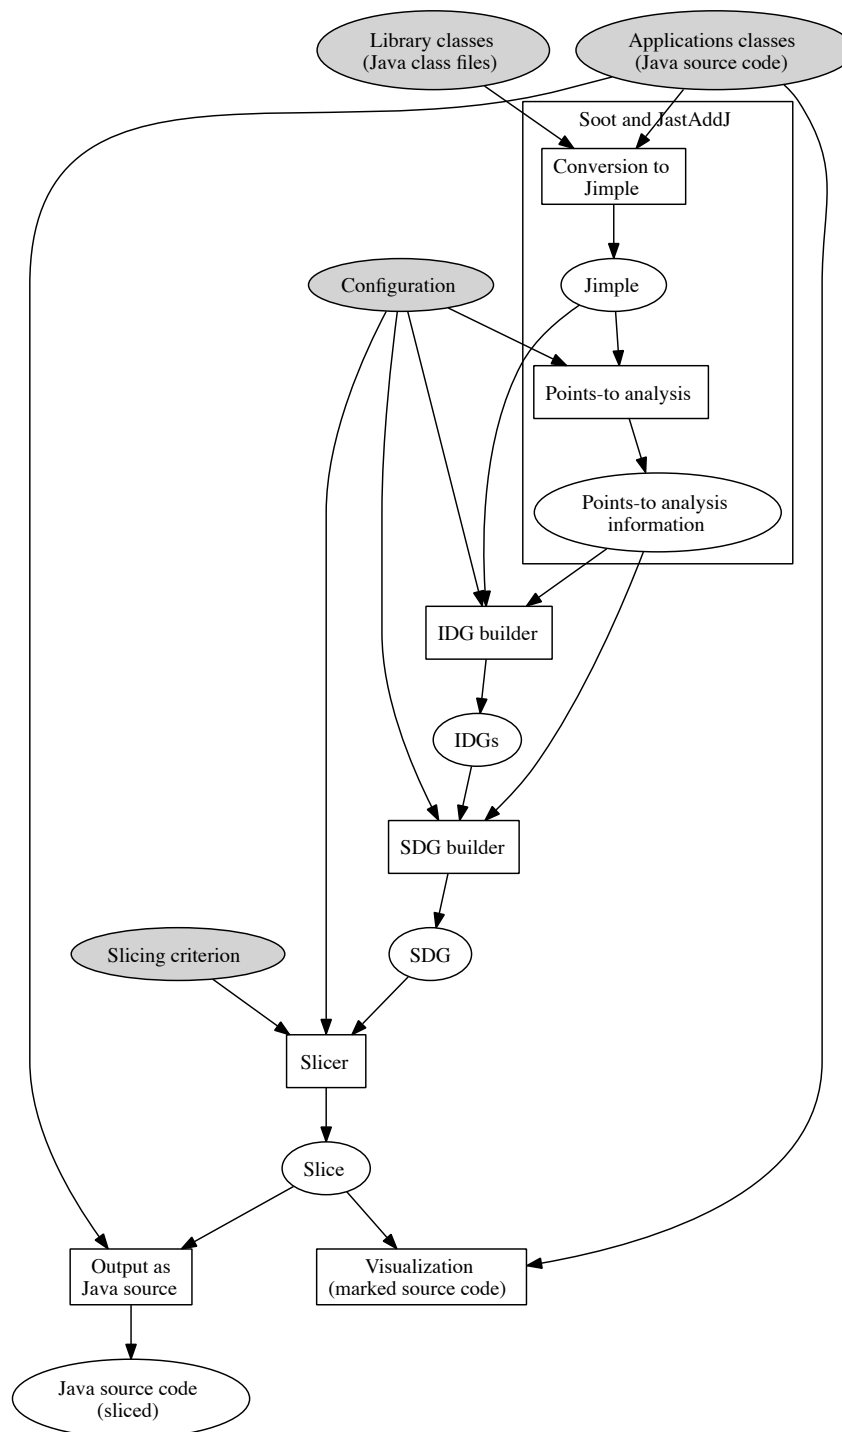 Library classes
(Java class files)
Applications classes
(Java source code)
Soot and JastAddJ
Conversion to
Jimple
Configuration
Jimple
Points-to analysis
Points-to analysis
information
IDG builder
IDGs
SDG builder
Slicing criterion
SDG
Slicer
Slice
Output as
Java source
Visualization
(marked source code)
Java source code
(sliced)